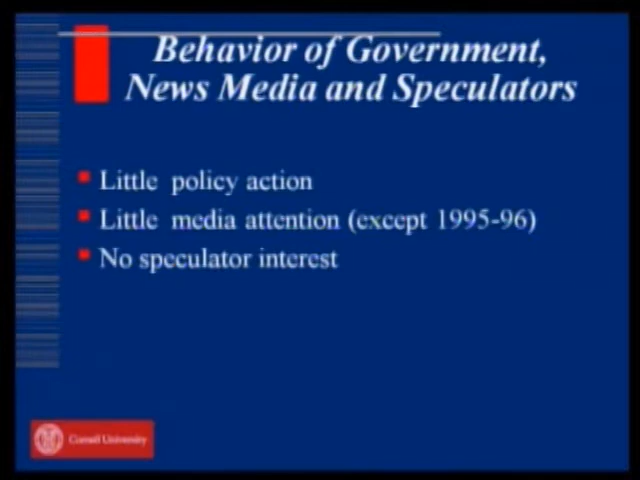 Behavior of Government,
News Media and Speculators
Little policy action
Little media attention (except 1995-96)
No speculator interest
Cornell University